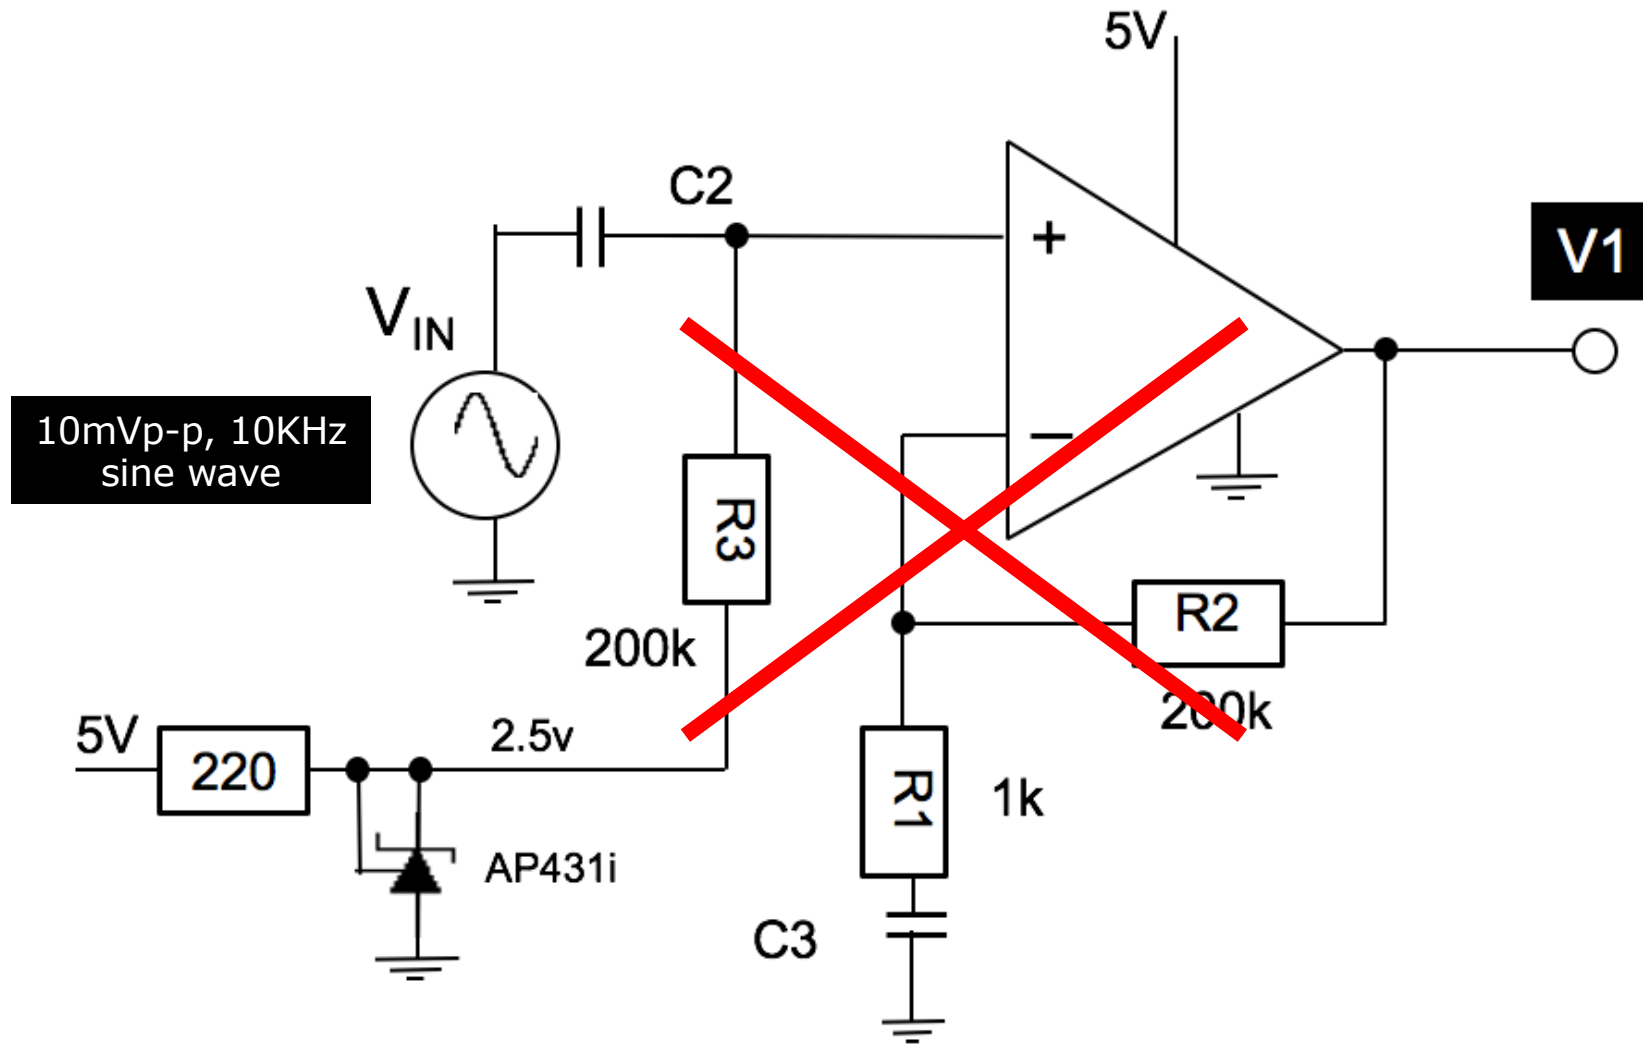 5V
C2
+
V1
VIN
10mVp-p, 10KHz
sine wave
−
R3
R2
200k
200k
5V
220
2.5v
R1
1k
AP431i
C3